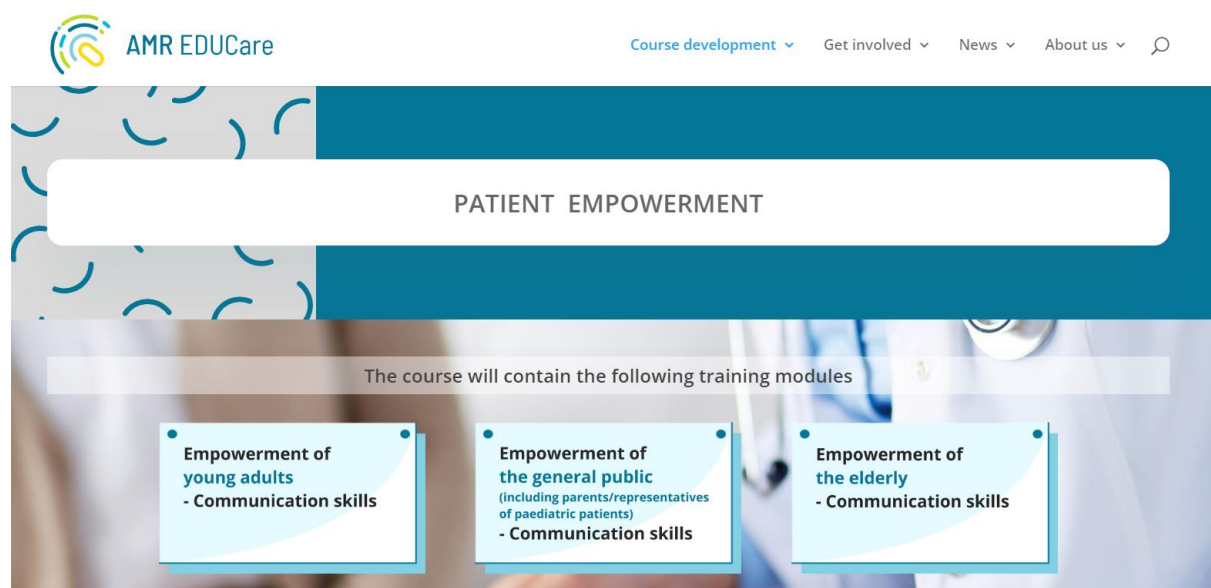 AMR EDUCare
Course development
Get involved
News
About us
PATIENT EMPOWERMENT
The course will contain the following training modules
Empowerment of
young adults
- Communication skills
Empowerment of
the general public
(including parents/representatives
of paediatric patients)
- Communication skills
Empowerment of
the elderly
- Communication skills